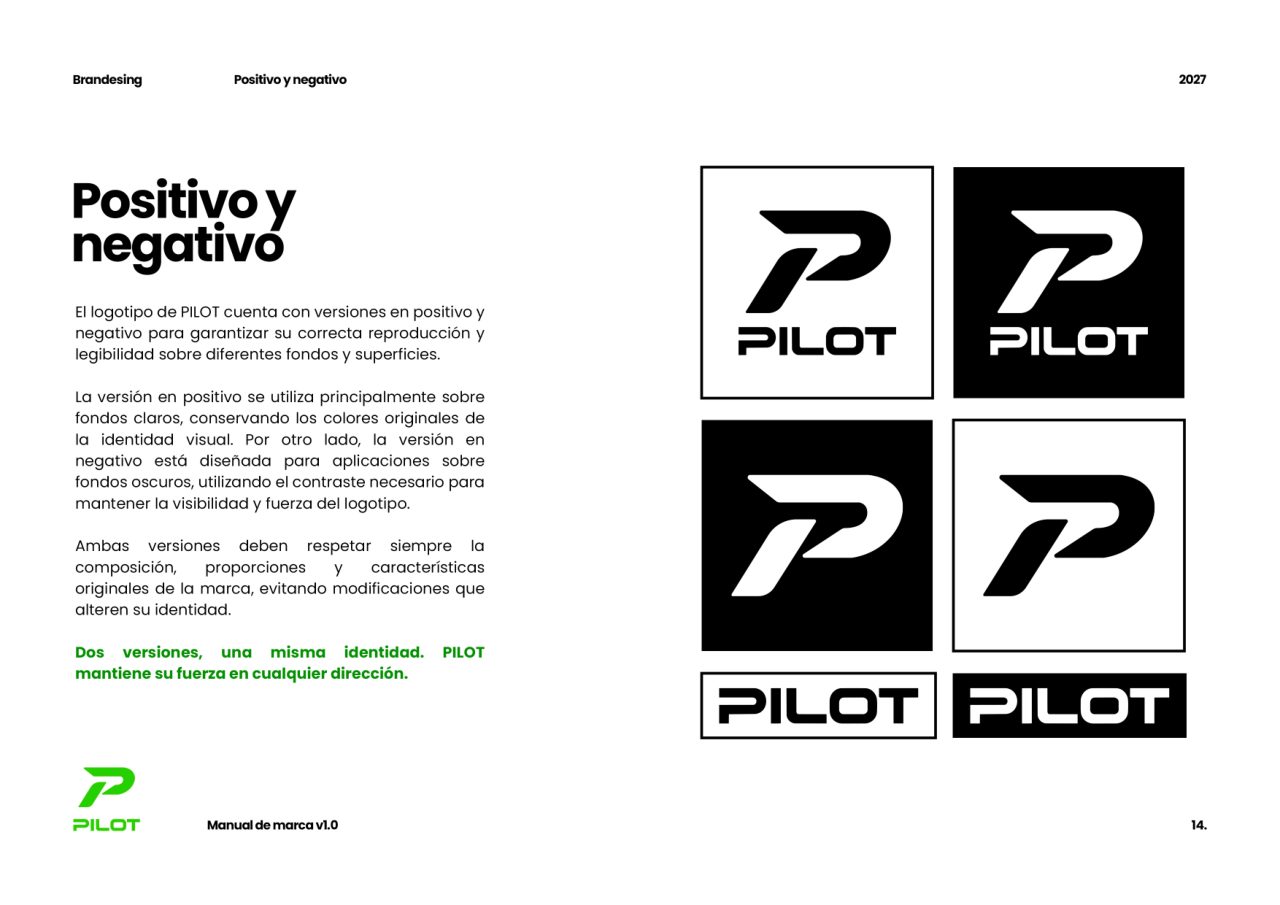 Brandesing Positivo y negativo 2027
Positivo y
negativo
El logotipo de PILOT cuenta con versiones en positivo y
negativo para garantizar su correcta reproducción y
legibilidad sobre diferentes fondos y superficies.
La versión en positivo se utiliza principalmente sobre
fondos claros, conservando los colores originales de
la identidad visual. Por otro lado, la versión en
negativo está diseñada para aplicaciones sobre
fondos oscuros, utilizando el contraste necesario para
mantener la visibilidad y fuerza del logotipo.
Ambas versiones deben respetar siempre la
composición, proporciones y características
originales de la marca, evitando modificaciones que
alteren su identidad.
Dos versiones, una misma identidad. PILOT
mantiene su fuerza en cualquier dirección.
PILOT
PILOT
PILOT
PILOT
PILOT
Manual de marca v1.0
14.